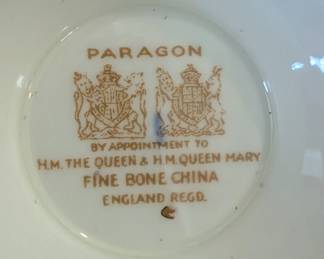 PARAGON
BY APPOINTMENT TO
H.M. THE QUEEN & H.M. QUEEN MARY
FINE BONE CHINA
ENGLAND REGD.